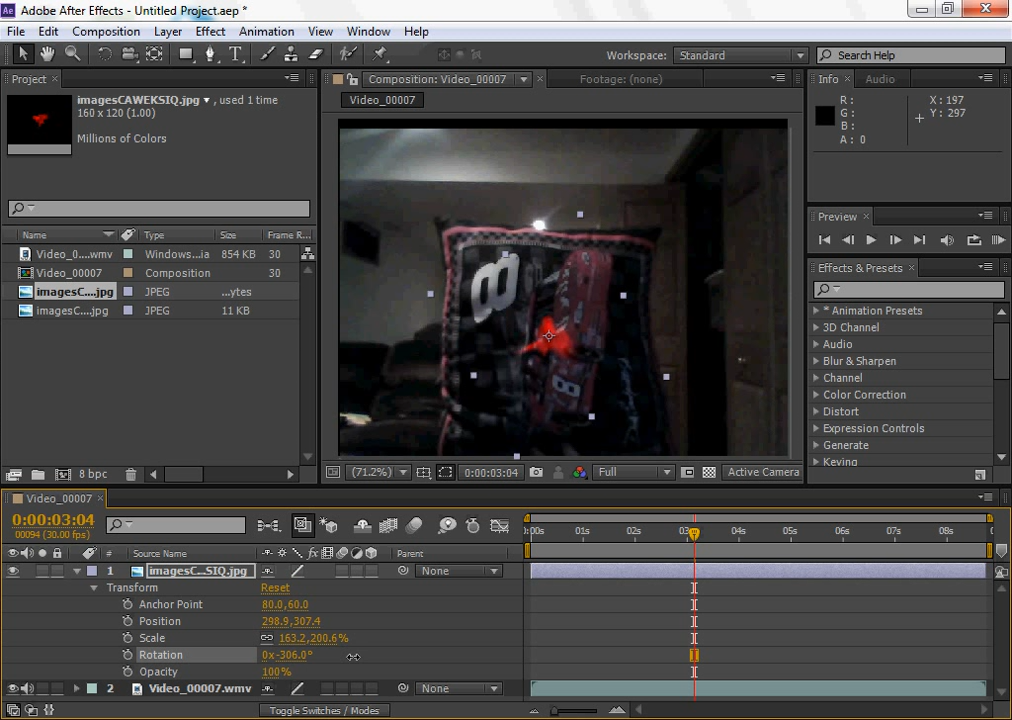 Adobe After Effects - Untitled Project.aep *
File Edit Composition Layer Effect Animation View Window Help
Workspace: Standard Search Help
Project Composition: Video_00007 Footage: (none) Info Audio
Video_00007
imagesCAWEKSIQ.jpg , used 1 time
160 x 120 (1.00)
Millions of Colors
R: X: 197
G: Y: 297
B:
A: 0
Preview
Effects & Presets
Name Type Size Frame R...
Video_0....wmv Windows...ia 854 KB 30
Video_00007 Composition 30
imagesC....jpg JPEG ...ytes
imagesC....jpg JPEG 11 KB
* Animation Presets
3D Channel
Audio
Blur & Sharpen
Channel
Color Correction
Distort
Expression Controls
Generate
Keying
8
8
8 bpc
(71.2%) 0:00:03:04 Full Active Camera
Video_00007
0:00:03:04
00094 (30.00 fps)
:00s 01s 02s 03s 04s 05s 06s 07s 08s
# Source Name Parent
1 imagesC...SIQ.jpg None
Transform Reset
Anchor Point 80.0,60.0
Position 298.9,307.4
Scale 163.2,200.6%
Rotation 0x-306.0°
Opacity 100%
2 Video_00007.wmv None
Toggle Switches / Modes